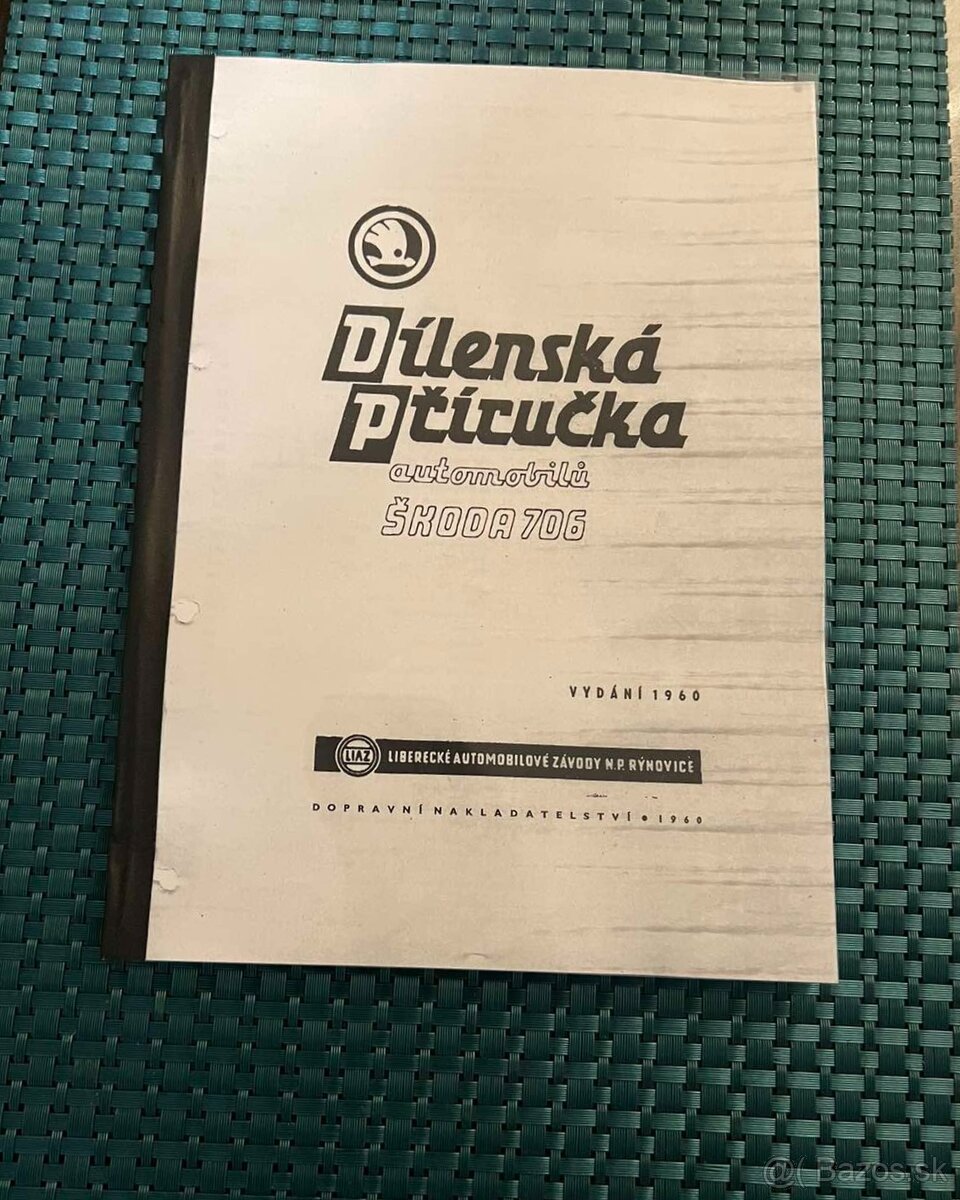 Dílenská
Příručka
automobilů
ŠKODA 706
VYDÁNÍ 1960
LIAZ LIBERECKÉ AUTOMOBILOVÉ ZÁVODY N.P. RÝNOVICE
DOPRAVNÍ NAKLADATELSTVÍ • 1960
@( Bazos.sk